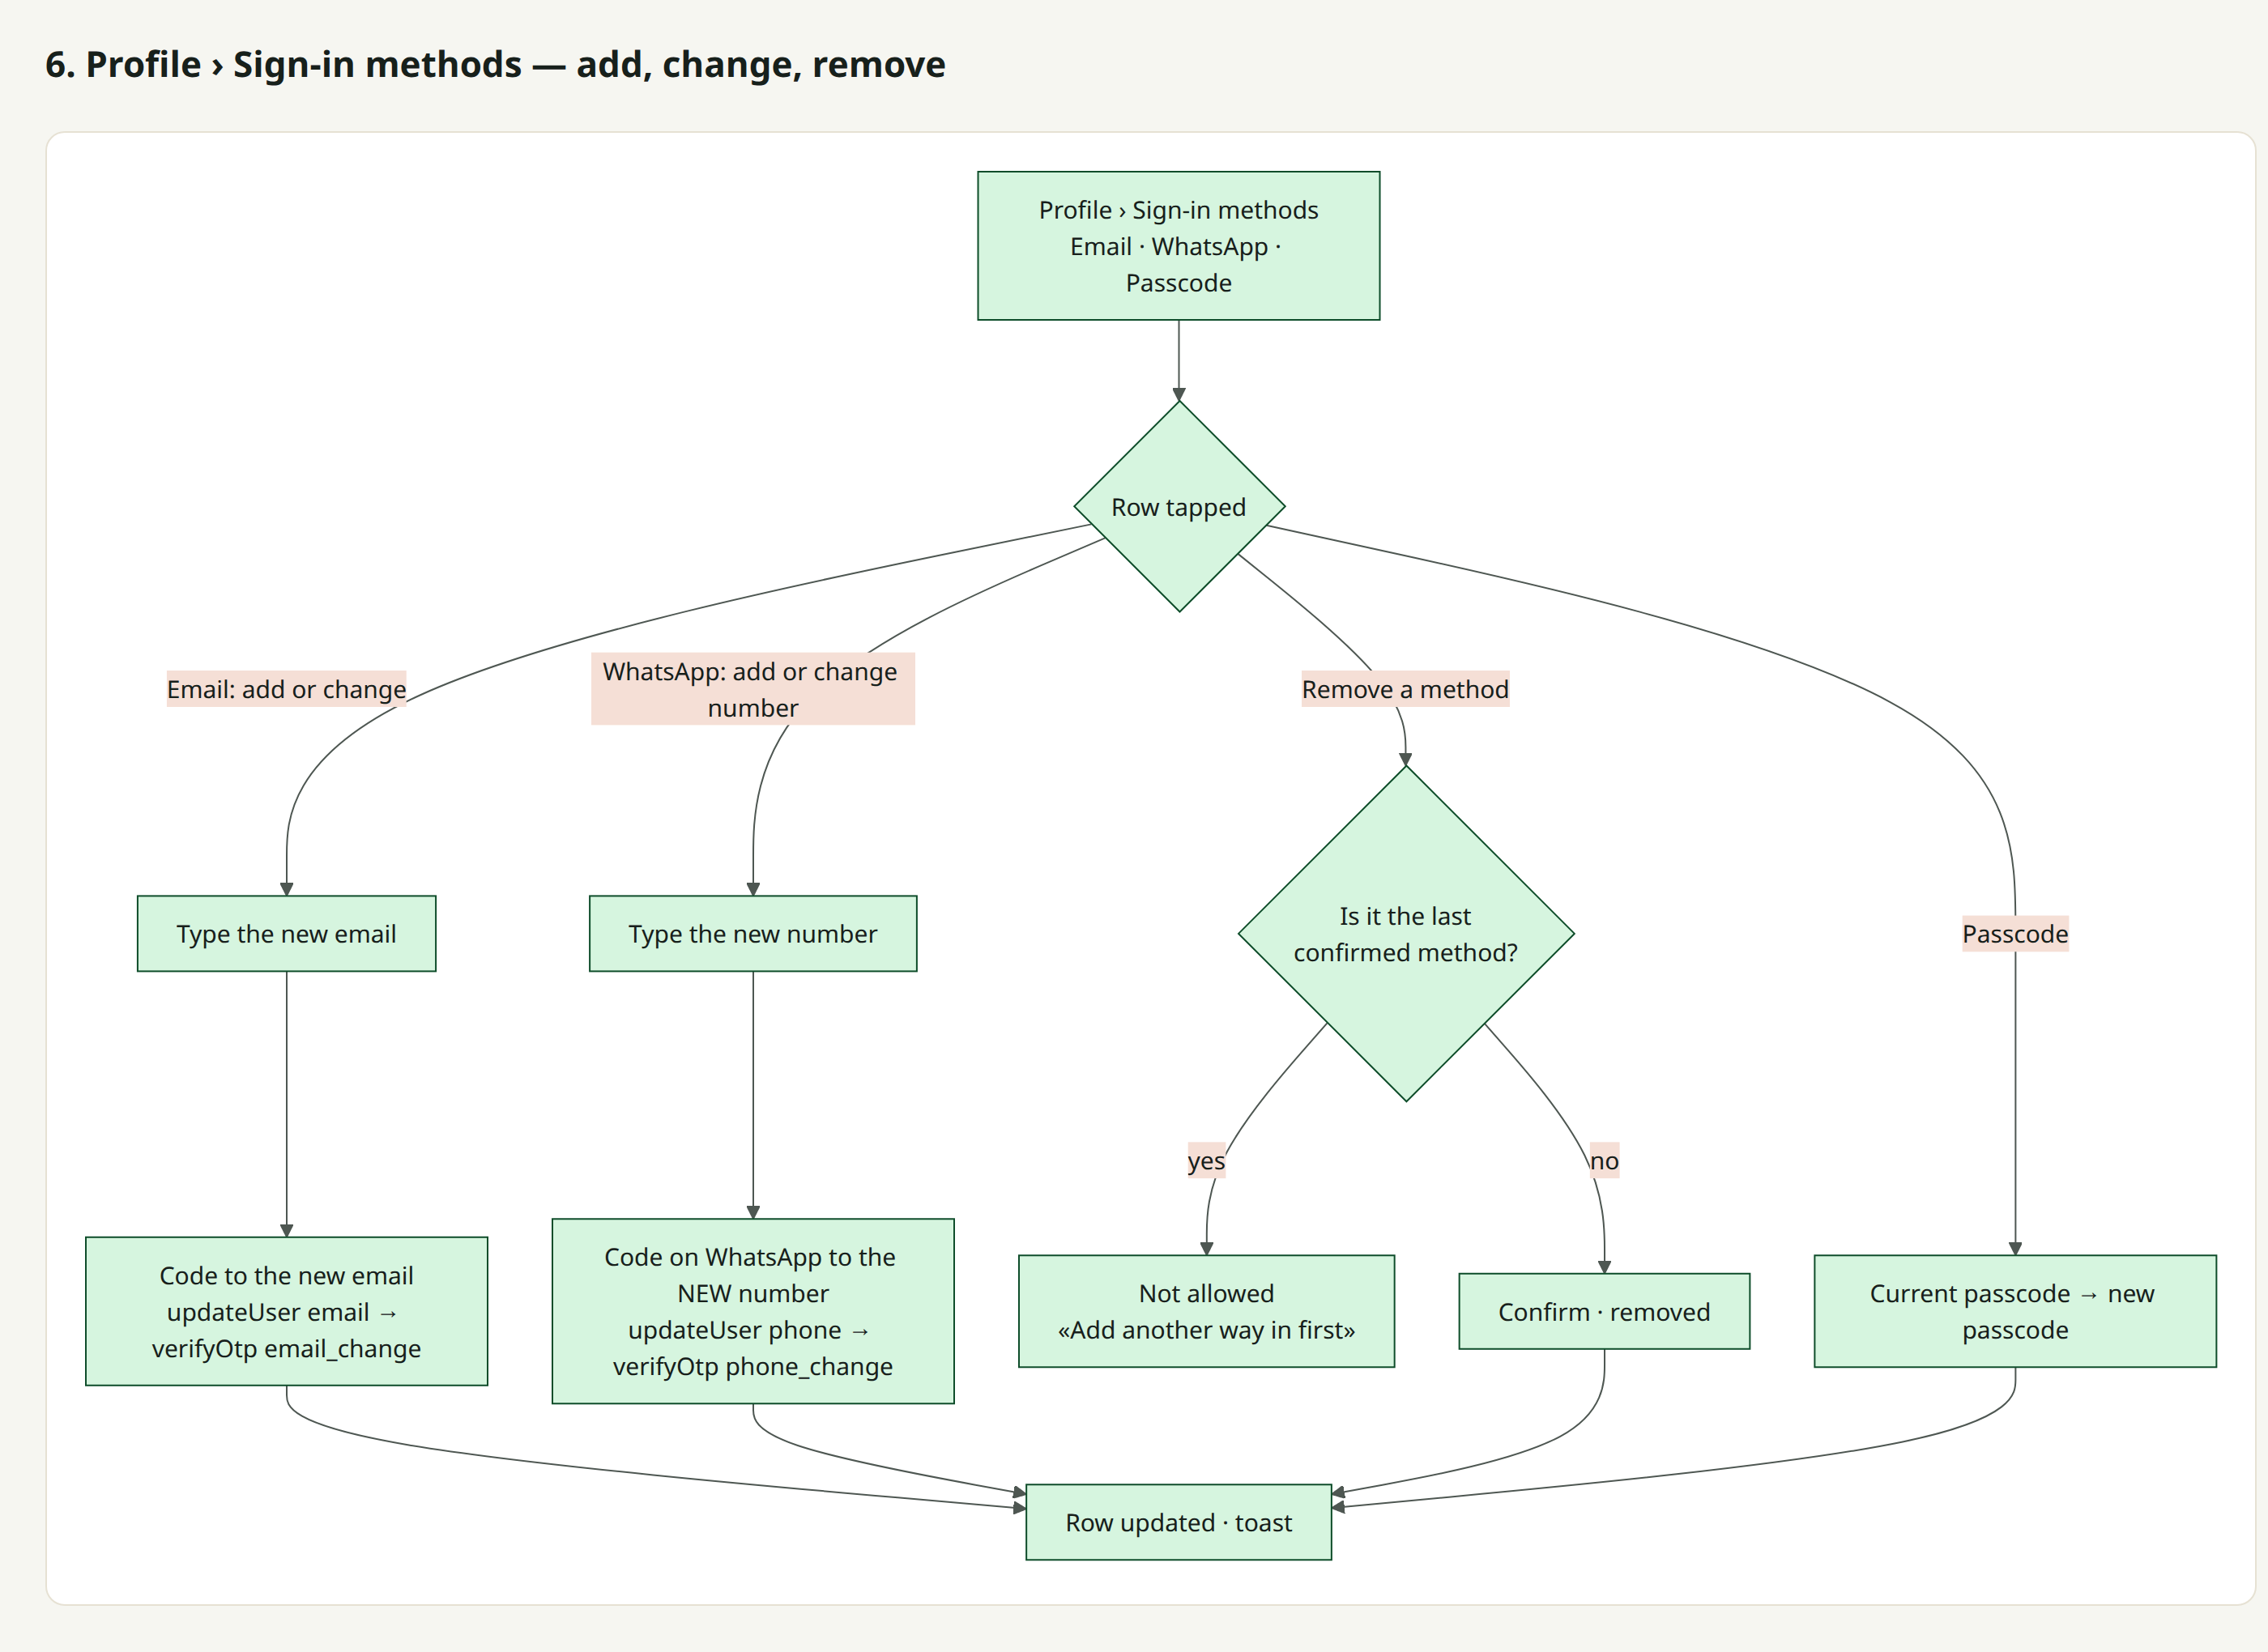 6. Profile › Sign-in methods — add, change, remove
Profile › Sign-in methods
Email · WhatsApp ·
Passcode
Row tapped
Email: add or change
WhatsApp: add or change
number
Remove a method
Type the new email
Type the new number
Is it the last
confirmed method?
Passcode
yes
no
Code to the new email
updateUser email →
verifyOtp email_change
Code on WhatsApp to the
NEW number
updateUser phone →
verifyOtp phone_change
Not allowed
«Add another way in first»
Confirm · removed
Current passcode → new
passcode
Row updated · toast